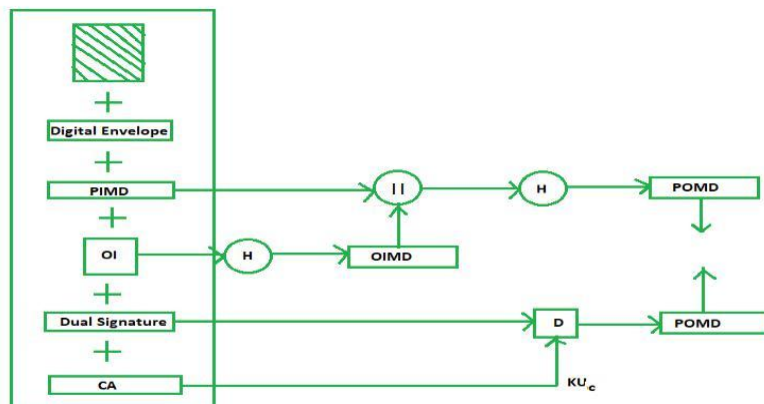 Digital Envelope
PIMD
||
H
POMD
OI
H
OIMD
Dual Signature
D
POMD
CA
KUc